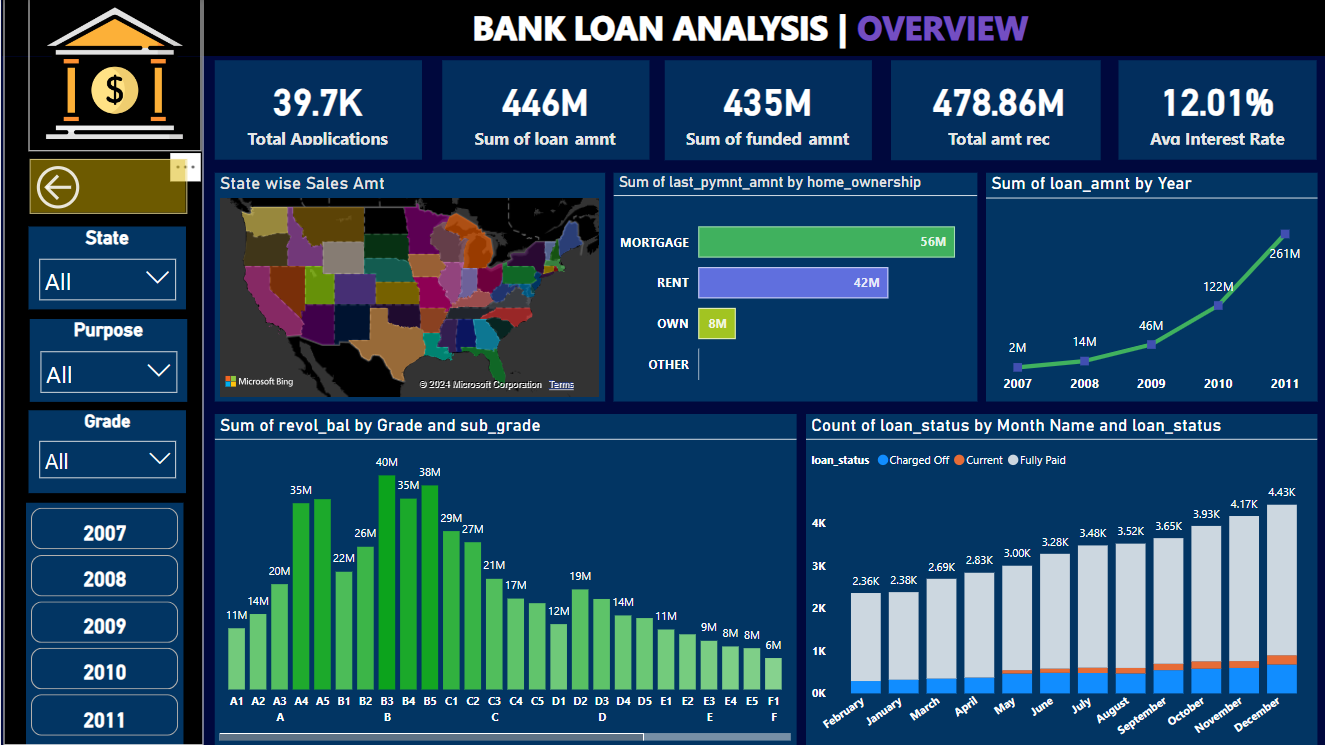 BANK LOAN ANALYSIS | OVERVIEW
$
39.7K
Total Applications
446M
Sum of loan_amnt
435M
Sum of funded_amnt
478.86M
Total amt rec
12.01%
Avg Interest Rate
...
State
All
Purpose
All
Grade
All
2007
2008
2009
2010
2011
State wise Sales Amt
Microsoft Bing
© 2024 Microsoft Corporation Terms
Sum of last_pymnt_amnt by home_ownership
MORTGAGE 56M
RENT 42M
OWN 8M
OTHER
Sum of loan_amnt by Year
2M 14M 46M 122M 261M
2007 2008 2009 2010 2011
Sum of revol_bal by Grade and sub_grade
11M 14M 20M 35M 22M 26M 40M 35M 38M 29M 27M 21M 17M 12M 19M 14M 11M 9M 8M 8M 6M
A1 A2 A3 A4 A5 B1 B2 B3 B4 B5 C1 C2 C3 C4 C5 D1 D2 D3 D4 D5 E1 E2 E3 E4 E5 F1
A B C D E F
Count of loan_status by Month Name and loan_status
loan_status Charged Off Current Fully Paid
2.36K 2.38K 2.69K 2.83K 3.00K 3.28K 3.48K 3.52K 3.65K 3.93K 4.17K 4.43K
4K
3K
2K
1K
0K
February January March April May June July August September October November December